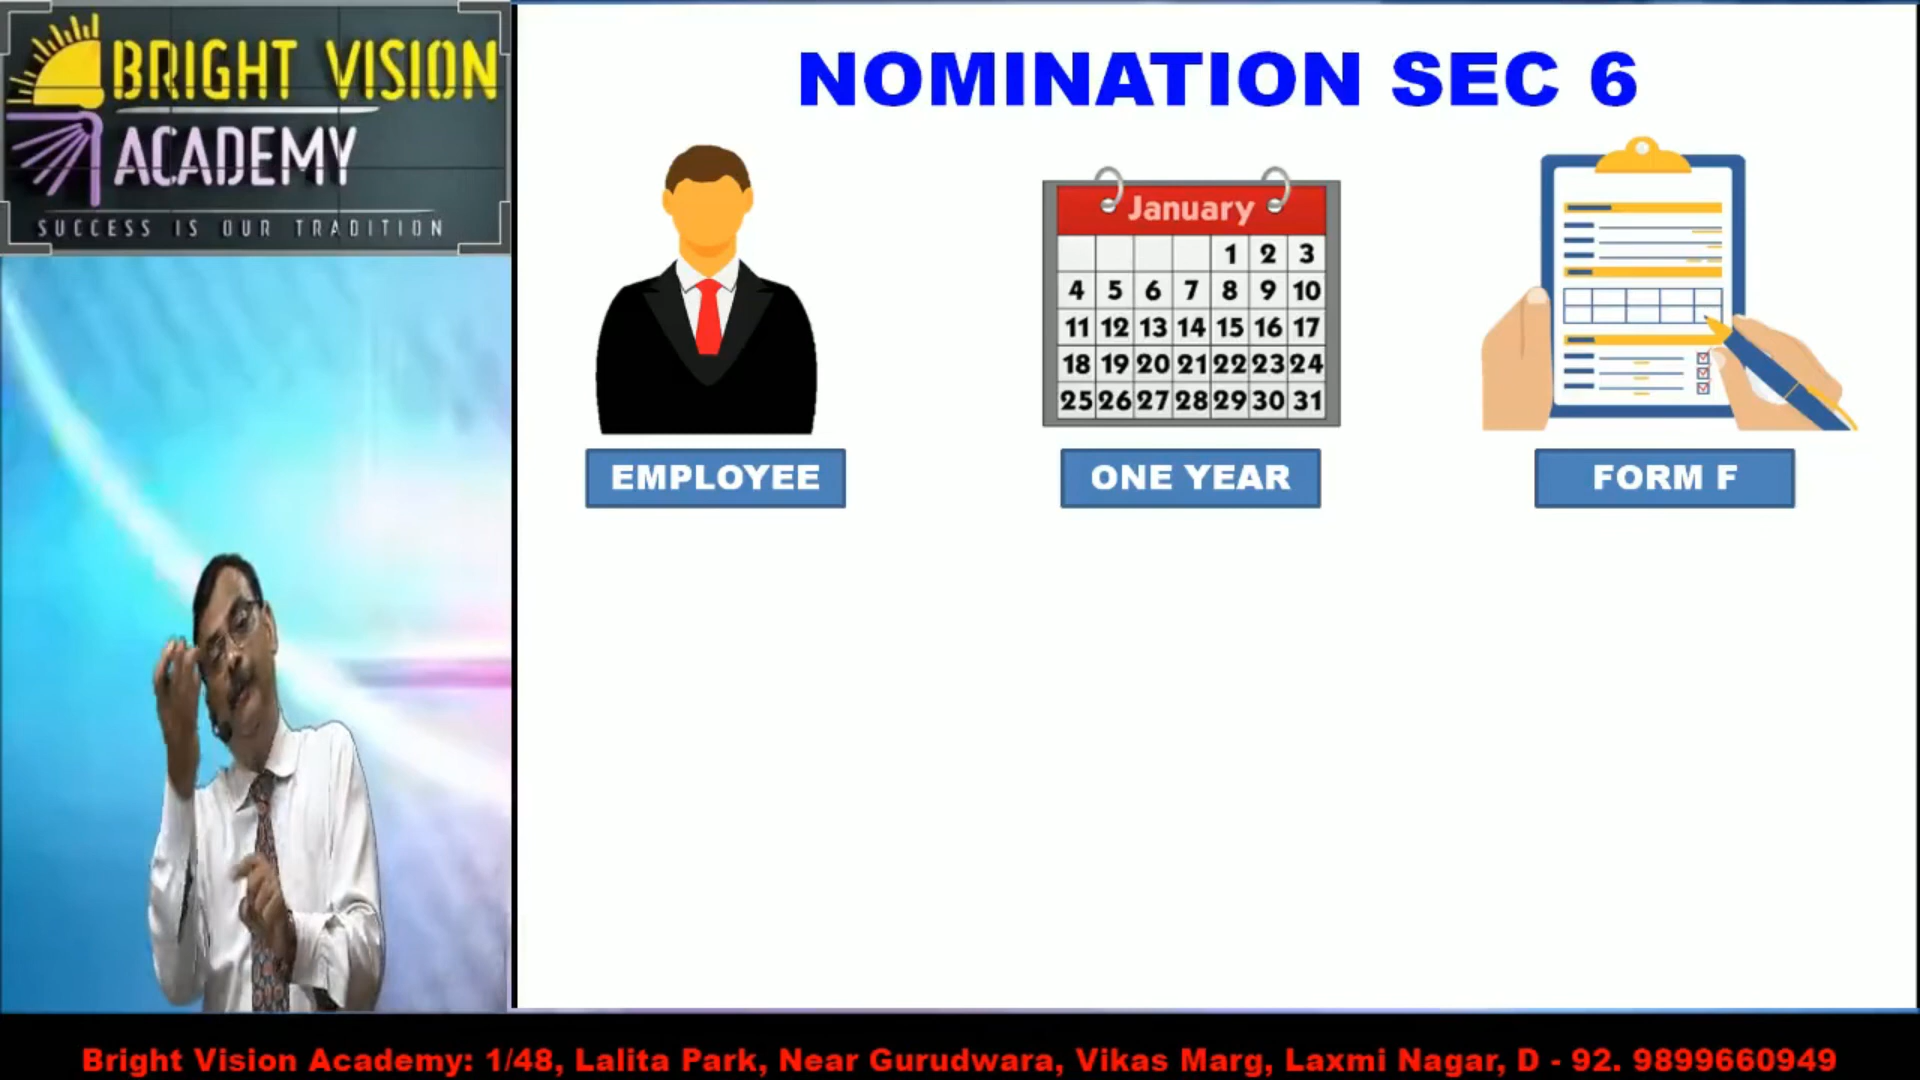 BRIGHT VISION
ACADEMY
SUCCESS IS OUR TRADITION
NOMINATION SEC 6
January
1 2 3
4 5 6 7 8 9 10
11 12 13 14 15 16 17
18 19 20 21 22 23 24
25 26 27 28 29 30 31
EMPLOYEE
ONE YEAR
FORM F
Bright Vision Academy: 1/48, Lalita Park, Near Gurudwara, Vikas Marg, Laxmi Nagar, D - 92. 9899660949